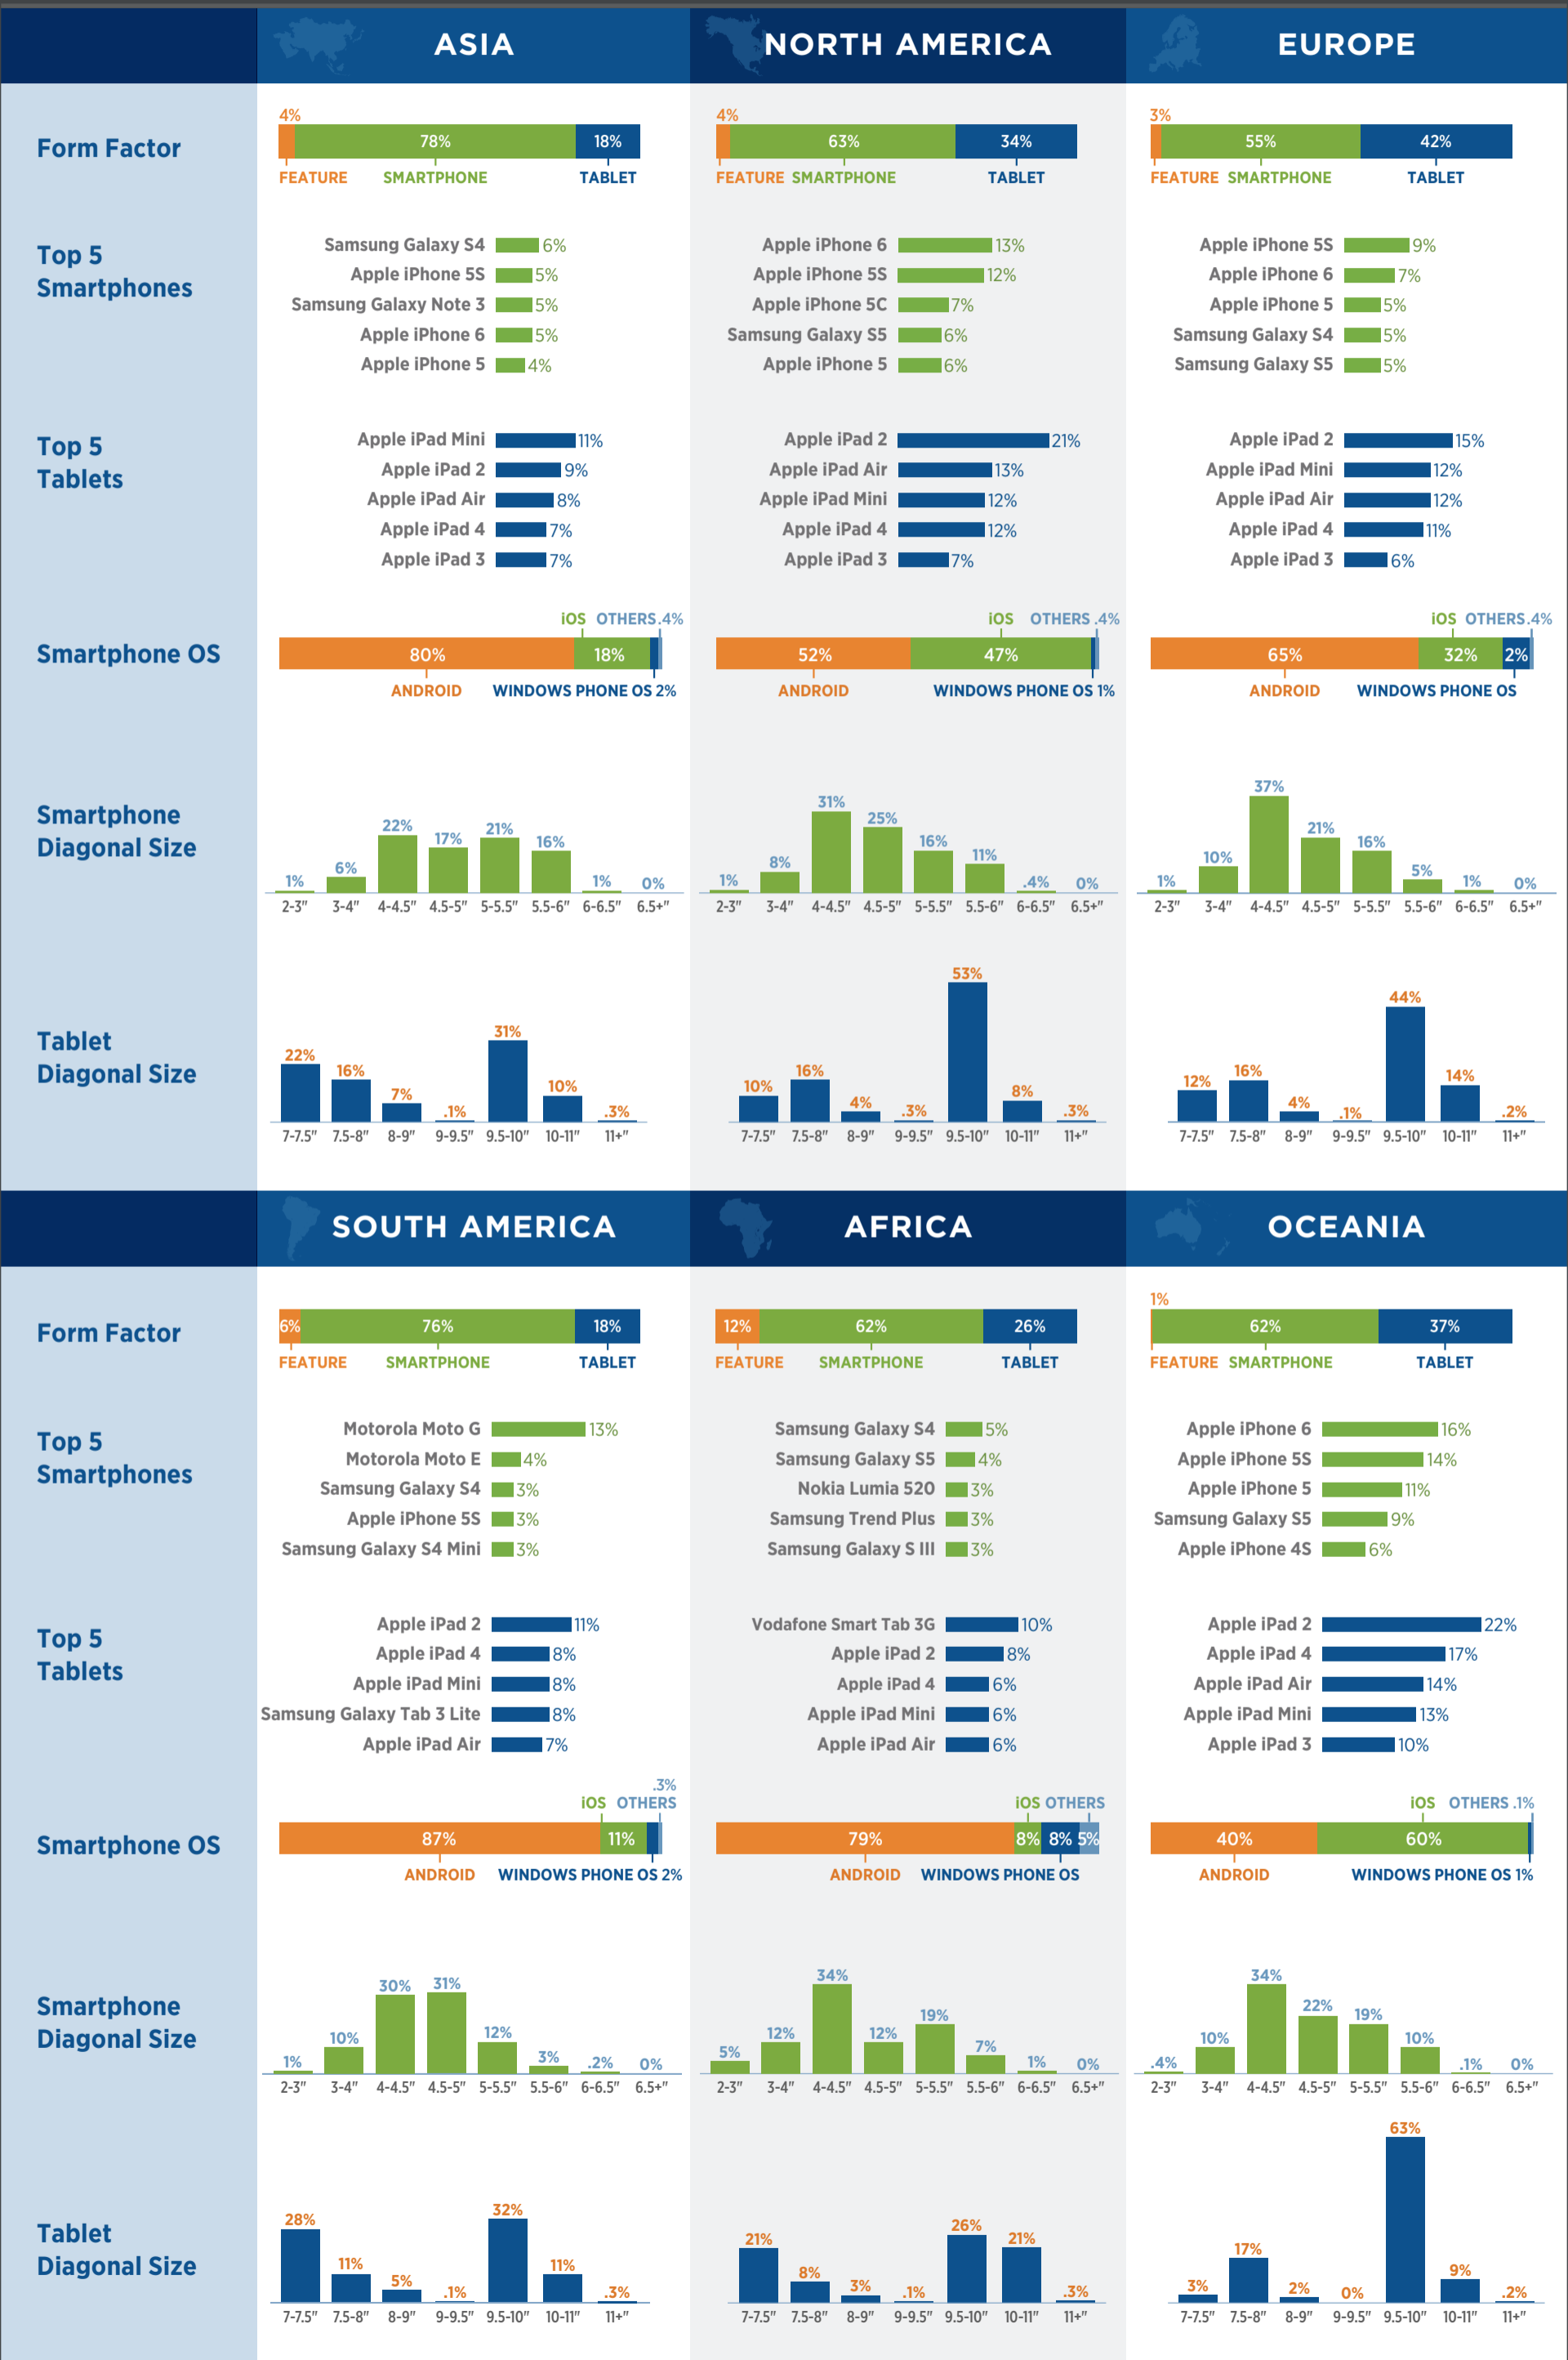 ASIA
NORTH AMERICA
EUROPE
Form Factor
4%
78%
18%
FEATURE SMARTPHONE TABLET
4%
63%
34%
FEATURE SMARTPHONE TABLET
3%
55%
42%
FEATURE SMARTPHONE TABLET
Top 5
Smartphones
Samsung Galaxy S4 6%
Apple iPhone 5S 5%
Samsung Galaxy Note 3 5%
Apple iPhone 6 5%
Apple iPhone 5 4%
Apple iPhone 6 13%
Apple iPhone 5S 12%
Apple iPhone 5C 7%
Samsung Galaxy S5 6%
Apple iPhone 5 6%
Apple iPhone 5S 9%
Apple iPhone 6 7%
Apple iPhone 5 5%
Samsung Galaxy S4 5%
Samsung Galaxy S5 5%
Top 5
Tablets
Apple iPad Mini 11%
Apple iPad 2 9%
Apple iPad Air 8%
Apple iPad 4 7%
Apple iPad 3 7%
Apple iPad 2 21%
Apple iPad Air 13%
Apple iPad Mini 12%
Apple iPad 4 12%
Apple iPad 3 7%
Apple iPad 2 15%
Apple iPad Mini 12%
Apple iPad Air 12%
Apple iPad 4 11%
Apple iPad 3 6%
Smartphone OS
iOS OTHERS .4%
80% 18%
ANDROID WINDOWS PHONE OS 2%
iOS OTHERS .4%
52% 47%
ANDROID WINDOWS PHONE OS 1%
iOS OTHERS .4%
65% 32% 2%
ANDROID WINDOWS PHONE OS
Smartphone
Diagonal Size
1% 6% 22% 17% 21% 16% 1% 0%
2-3" 3-4" 4-4.5" 4.5-5" 5-5.5" 5.5-6" 6-6.5" 6.5+"
1% 8% 31% 25% 16% 11% .4% 0%
2-3" 3-4" 4-4.5" 4.5-5" 5-5.5" 5.5-6" 6-6.5" 6.5+"
1% 10% 37% 21% 16% 5% 1% 0%
2-3" 3-4" 4-4.5" 4.5-5" 5-5.5" 5.5-6" 6-6.5" 6.5+"
Tablet
Diagonal Size
22% 16% 7% .1% 31% 10% .3%
7-7.5" 7.5-8" 8-9" 9-9.5" 9.5-10" 10-11" 11+"
10% 16% 4% .3% 53% 8% .3%
7-7.5" 7.5-8" 8-9" 9-9.5" 9.5-10" 10-11" 11+"
12% 16% 4% .1% 44% 14% .2%
7-7.5" 7.5-8" 8-9" 9-9.5" 9.5-10" 10-11" 11+"
SOUTH AMERICA
AFRICA
OCEANIA
Form Factor
6% 76% 18%
FEATURE SMARTPHONE TABLET
12% 62% 26%
FEATURE SMARTPHONE TABLET
1%
62% 37%
FEATURE SMARTPHONE TABLET
Top 5
Smartphones
Motorola Moto G 13%
Motorola Moto E 4%
Samsung Galaxy S4 3%
Apple iPhone 5S 3%
Samsung Galaxy S4 Mini 3%
Samsung Galaxy S4 5%
Samsung Galaxy S5 4%
Nokia Lumia 520 3%
Samsung Trend Plus 3%
Samsung Galaxy S III 3%
Apple iPhone 6 16%
Apple iPhone 5S 14%
Apple iPhone 5 11%
Samsung Galaxy S5 9%
Apple iPhone 4S 6%
Top 5
Tablets
Apple iPad 2 11%
Apple iPad 4 8%
Apple iPad Mini 8%
Samsung Galaxy Tab 3 Lite 8%
Apple iPad Air 7%
Vodafone Smart Tab 3G 10%
Apple iPad 2 8%
Apple iPad 4 6%
Apple iPad Mini 6%
Apple iPad Air 6%
Apple iPad 2 22%
Apple iPad 4 17%
Apple iPad Air 14%
Apple iPad Mini 13%
Apple iPad 3 10%
Smartphone OS
.3%
iOS OTHERS
87% 11%
ANDROID WINDOWS PHONE OS 2%
iOS OTHERS
79% 8% 8% 5%
ANDROID WINDOWS PHONE OS
iOS OTHERS .1%
40% 60%
ANDROID WINDOWS PHONE OS 1%
Smartphone
Diagonal Size
1% 10% 30% 31% 12% 3% .2% 0%
2-3" 3-4" 4-4.5" 4.5-5" 5-5.5" 5.5-6" 6-6.5" 6.5+"
5% 12% 34% 12% 19% 7% 1% 0%
2-3" 3-4" 4-4.5" 4.5-5" 5-5.5" 5.5-6" 6-6.5" 6.5+"
.4% 10% 34% 22% 19% 10% .1% 0%
2-3" 3-4" 4-4.5" 4.5-5" 5-5.5" 5.5-6" 6-6.5" 6.5+"
Tablet
Diagonal Size
28% 11% 5% .1% 32% 11% .3%
7-7.5" 7.5-8" 8-9" 9-9.5" 9.5-10" 10-11" 11+"
21% 8% 3% .1% 26% 21% .3%
7-7.5" 7.5-8" 8-9" 9-9.5" 9.5-10" 10-11" 11+"
3% 17% 2% 0% 63% 9% .2%
7-7.5" 7.5-8" 8-9" 9-9.5" 9.5-10" 10-11" 11+"